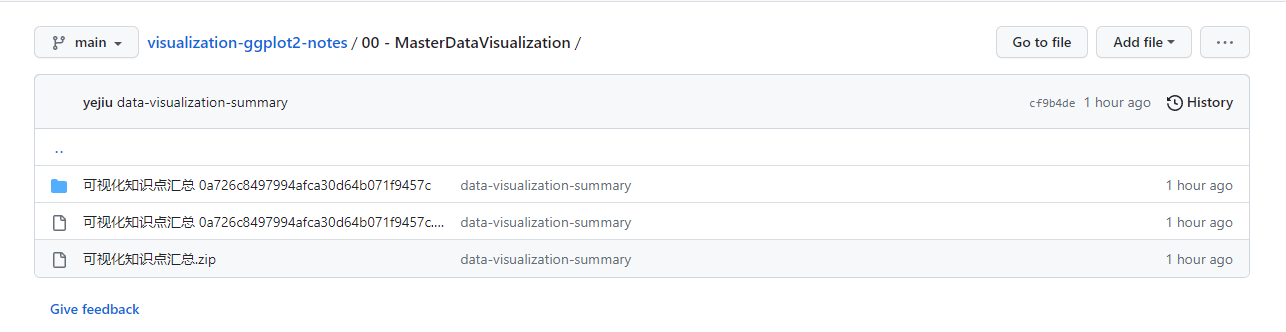 main visualization-ggplot2-notes / 00 - MasterDataVisualization / Go to file Add file ...
yejiu data-visualization-summary cf9b4de 1 hour ago History
..
可视化知识点汇总 0a726c8497994afca30d64b071f9457c data-visualization-summary 1 hour ago
可视化知识点汇总 0a726c8497994afca30d64b071f9457c.... data-visualization-summary 1 hour ago
可视化知识点汇总.zip data-visualization-summary 1 hour ago
Give feedback